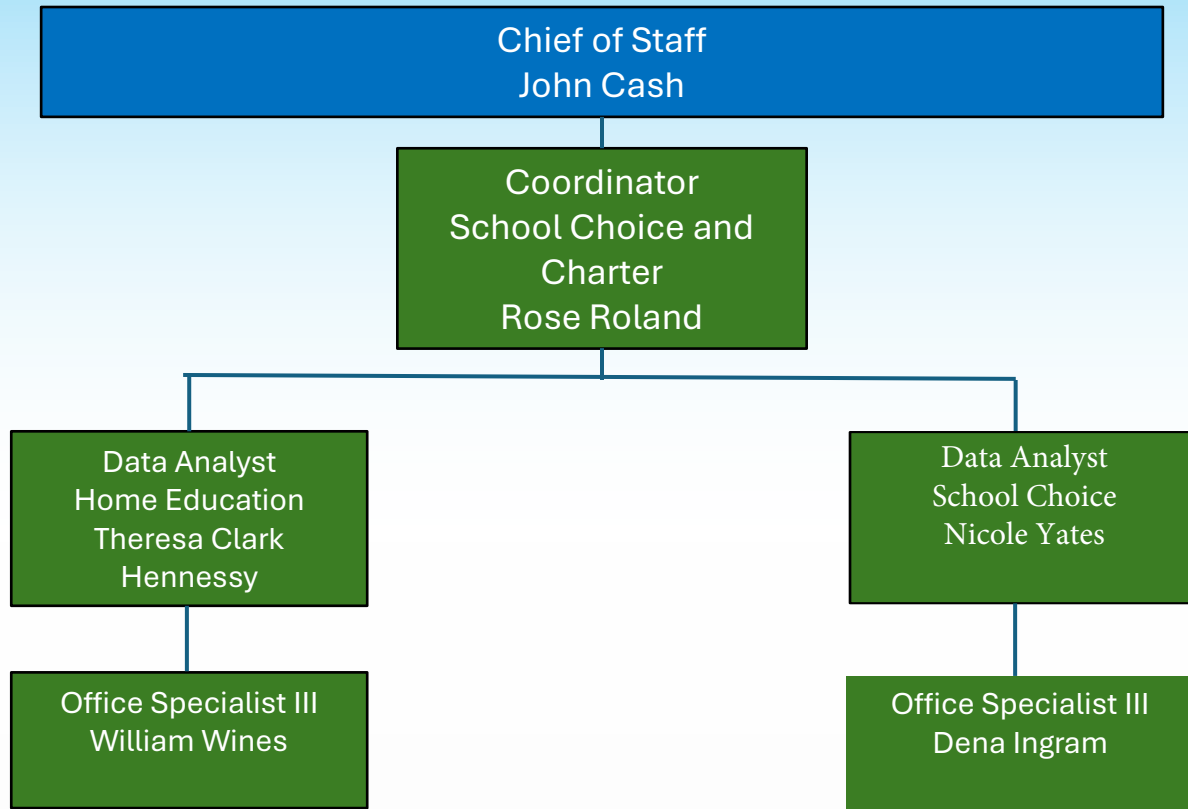 Chief of Staff
John Cash
Coordinator
School Choice and
Charter
Rose Roland
Data Analyst
Home Education
Theresa Clark
Hennessy
Data Analyst
School Choice
Nicole Yates
Office Specialist III
William Wines
Office Specialist III
Dena Ingram